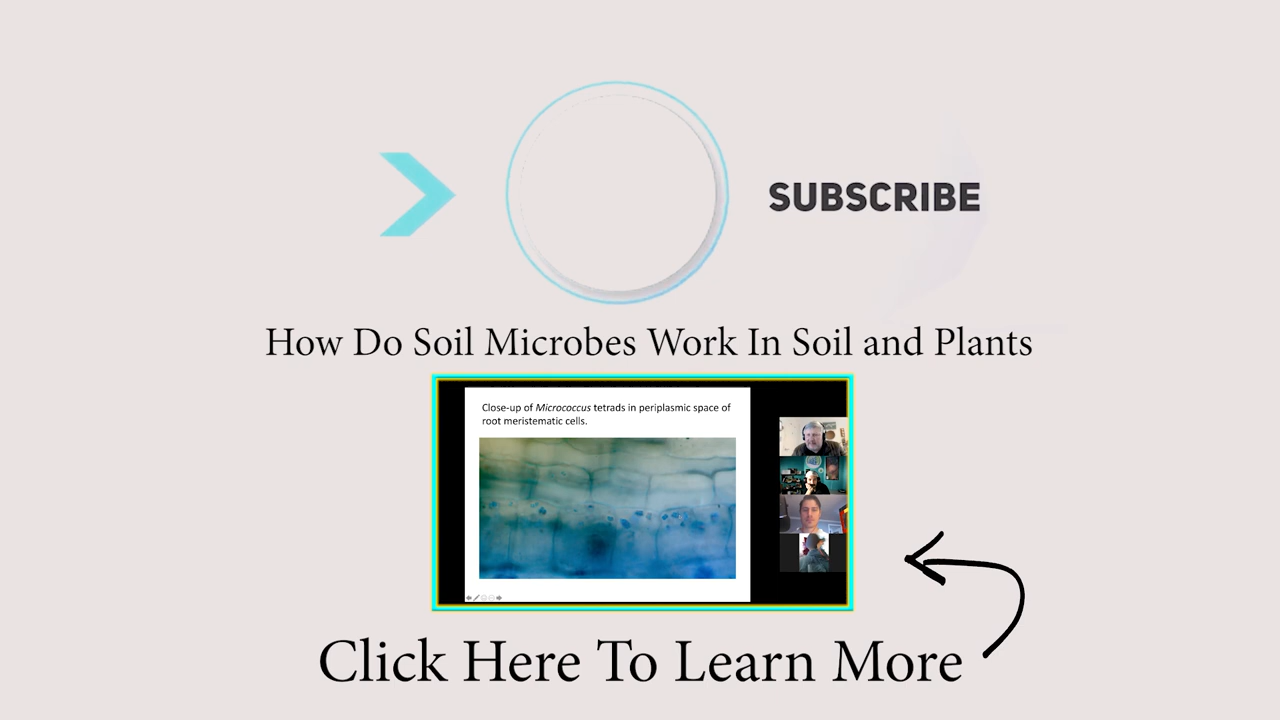 SUBSCRIBE
How Do Soil Microbes Work In Soil and Plants
Close-up of Micrococcus tetrads in periplasmic space of
root meristematic cells.
Click Here To Learn More